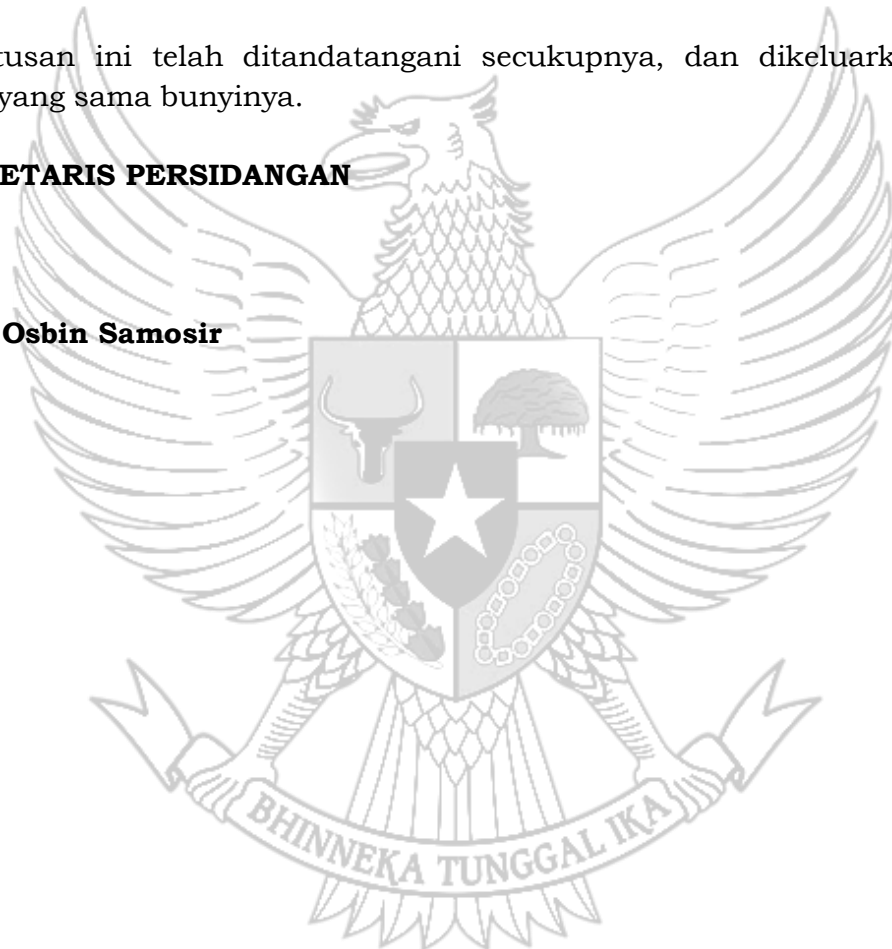 tusan ini telah ditandatangani secukupnya, dan dikeluark
yang sama bunyinya.
ETARIS PERSIDANGAN
Osbin Samosir
BHINNEKA TUNGGAL IKA